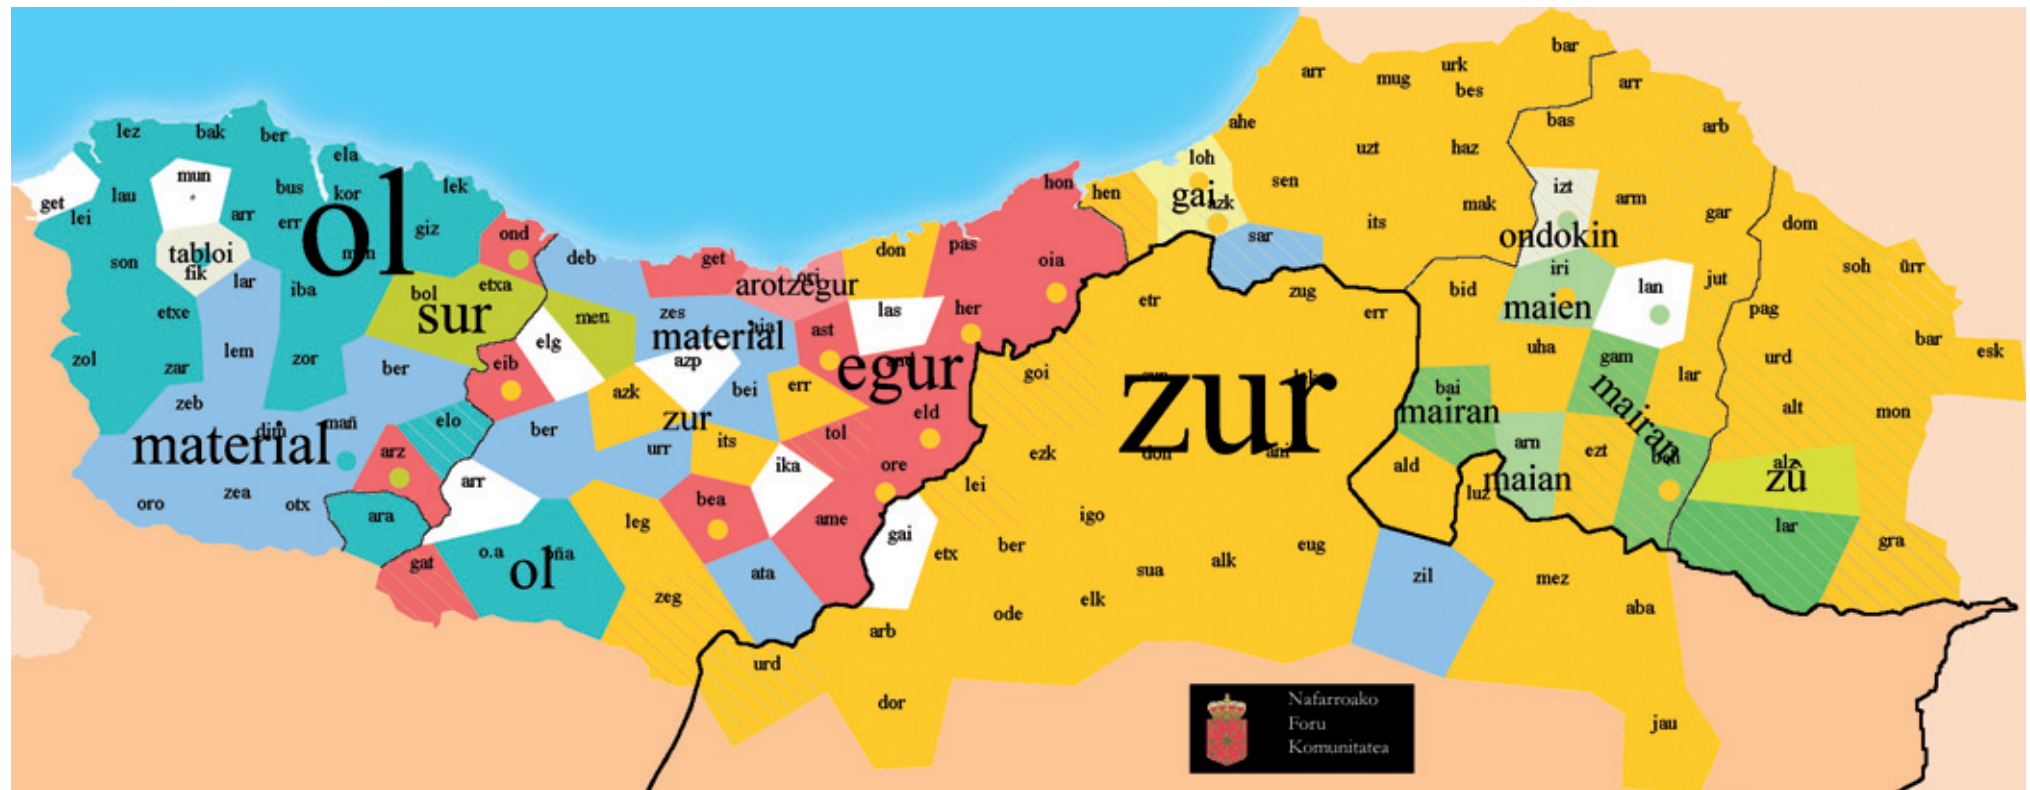 bar
urk
arr
mug
bes
arr
lez
bak
ber
ahe
bas
arb
ela
uzt
haz
loh
mun
bus
kor
lek
hon
hen
sen
izt
get
lau
gai
azk
mak
arm
lei
arr
err
ol
giz
ond
its
gar
dom
sar
ondokin
tabloi
fik
don
pas
son
deb
get
oia
iri
soh
ürr
lar
iba
bol
etxa
arotzegur
zug
bid
lan
jut
etr
etxe
sur
men
zes
las
her
err
maien
pag
material
ast
elg
uha
bar
esk
zol
zar
lem
zor
ber
eib
azp
egur
goi
zur
gam
urd
lar
azk
bei
err
bai
mairan
mairan
zeb
mañ
elo
zur
eld
alt
mon
dim
material
ber
its
tol
arn
arz
urr
ika
ore
ezk
ald
ezt
alz
zû
arr
lei
luz
maian
oro
zea
otx
bea
ara
leg
ame
igo
lar
gai
etx
ber
eug
gra
gat
o.a
oña
ol
ata
sua
alk
zil
mez
zeg
ode
elk
aba
arb
urd
dor
jau
Nafarroako
Foru
Komunitatea